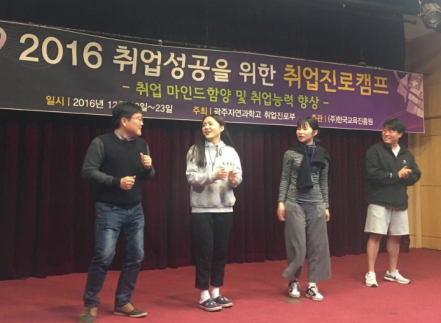 2016 취업성공을 위한 취업진로캠프
- 취업 마인드함양 및 취업능력 향상 -
일시 | 2016년 12 ~23일 주최 | 광주자연과학고 취업진로부 관 | (주)한국교육진흥원